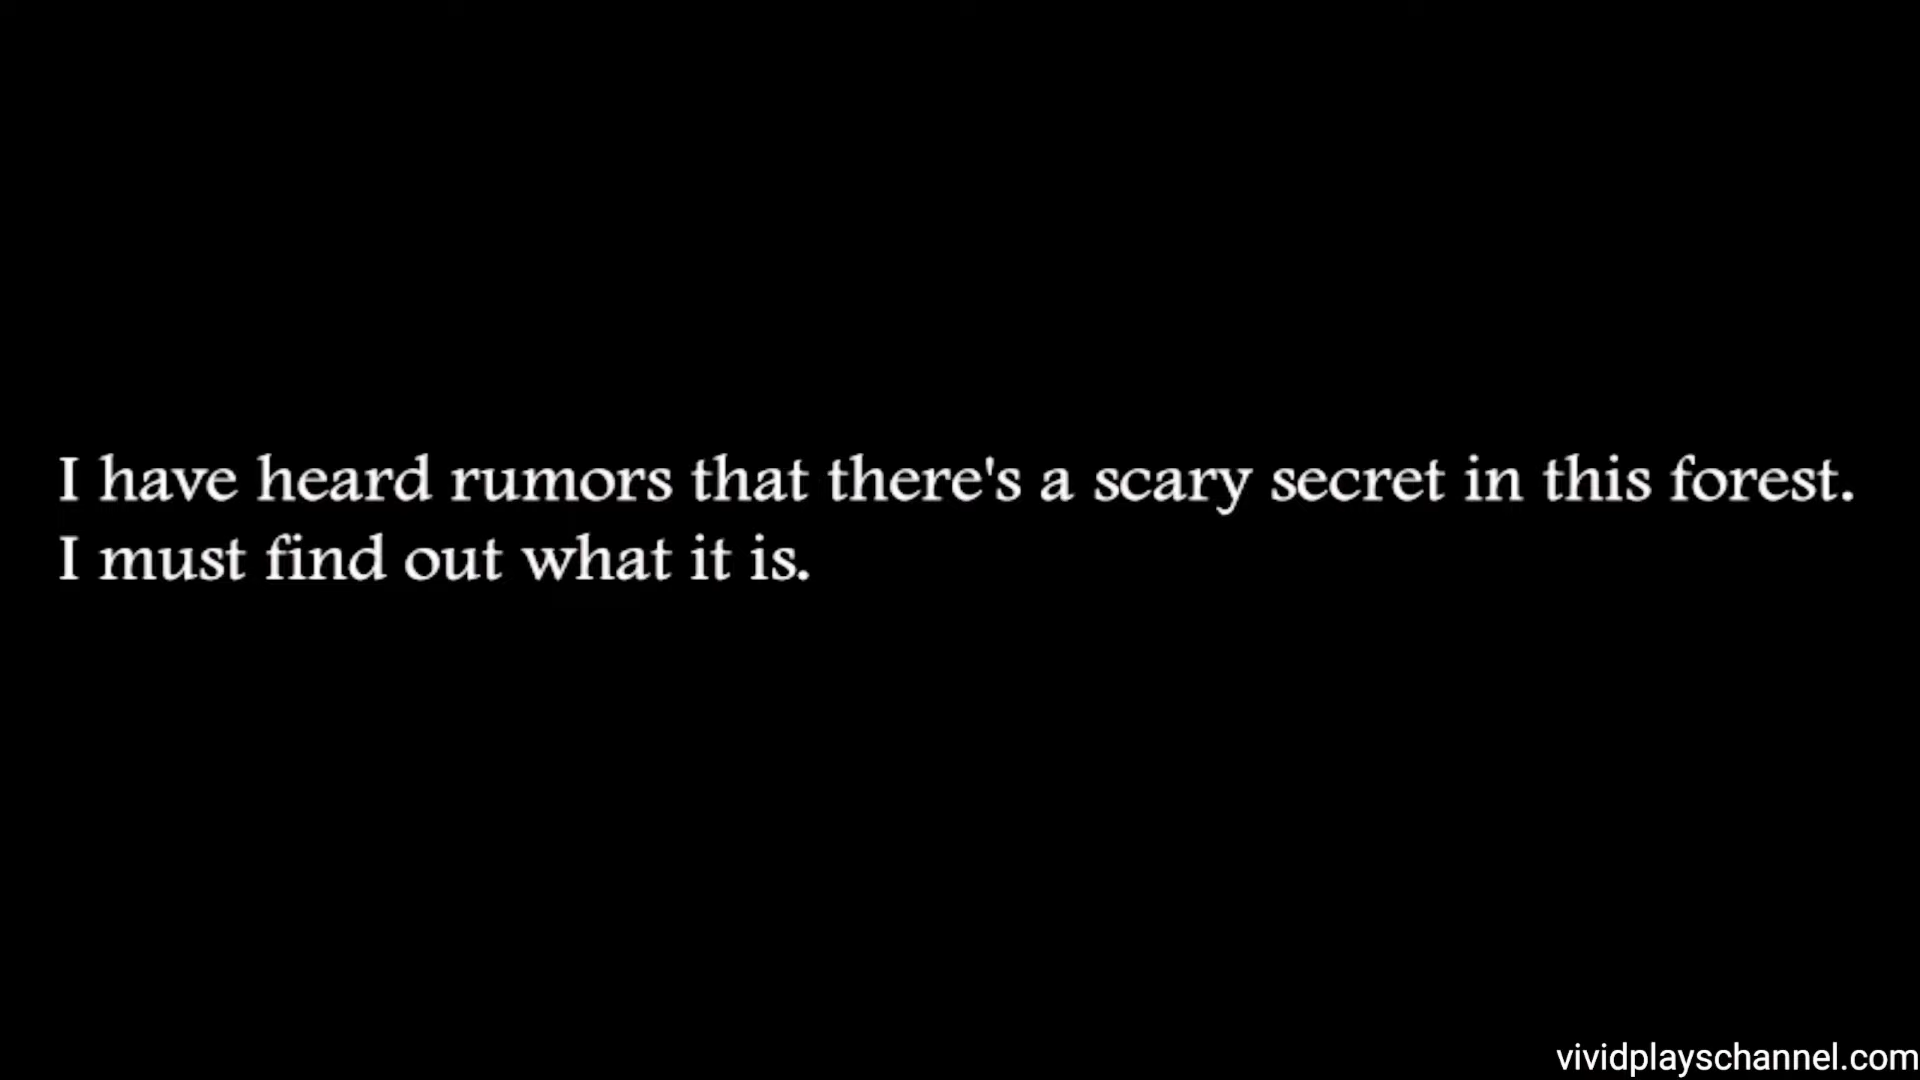 I have heard rumors that there's a scary secret in this forest.
I must find out what it is.
vividplayschannel.com